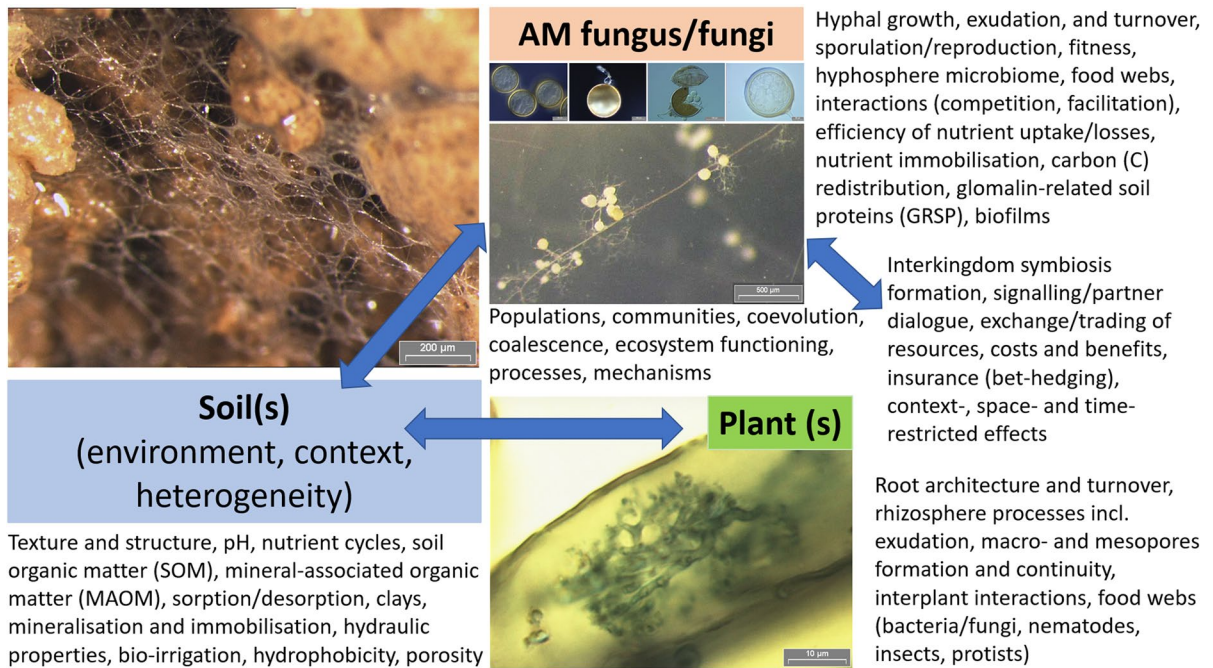 AM fungus/fungi
Hyphal growth, exudation, and turnover,
sporulation/reproduction, fitness,
hyphosphere microbiome, food webs,
interactions (competition, facilitation),
efficiency of nutrient uptake/losses,
nutrient immobilisation, carbon (C)
redistribution, glomalin-related soil
proteins (GRSP), biofilms
200 µm
500 µm
Populations, communities, coevolution,
coalescence, ecosystem functioning,
processes, mechanisms
Interkingdom symbiosis
formation, signalling/partner
dialogue, exchange/trading of
resources, costs and benefits,
insurance (bet-hedging),
context-, space- and time-
restricted effects
Soil(s)
(environment, context,
heterogeneity)
Plant (s)
Texture and structure, pH, nutrient cycles, soil
organic matter (SOM), mineral-associated organic
matter (MAOM), sorption/desorption, clays,
mineralisation and immobilisation, hydraulic
properties, bio-irrigation, hydrophobicity, porosity
10 µm
Root architecture and turnover,
rhizosphere processes incl.
exudation, macro- and mesopores
formation and continuity,
interplant interactions, food webs
(bacteria/fungi, nematodes,
insects, protists)